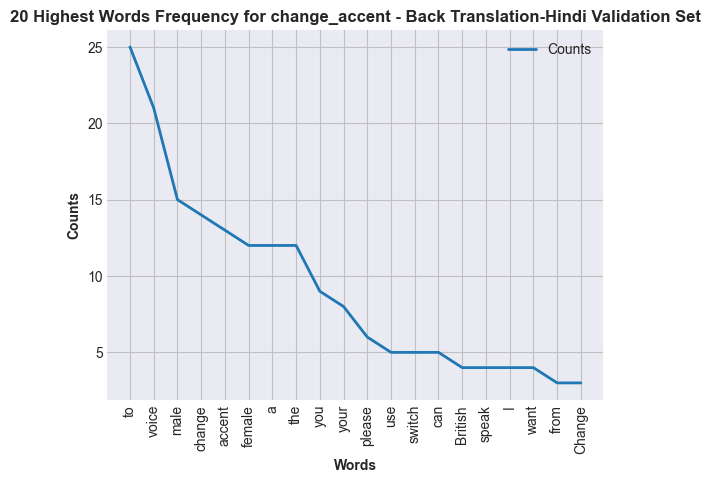 20 Highest Words Frequency for change_accent - Back Translation-Hindi Validation Set
Counts
25
20
15
10
5
Counts
to
voice
male
change
accent
female
a
the
you
your
please
use
switch
can
British
speak
I
want
from
Change
Words